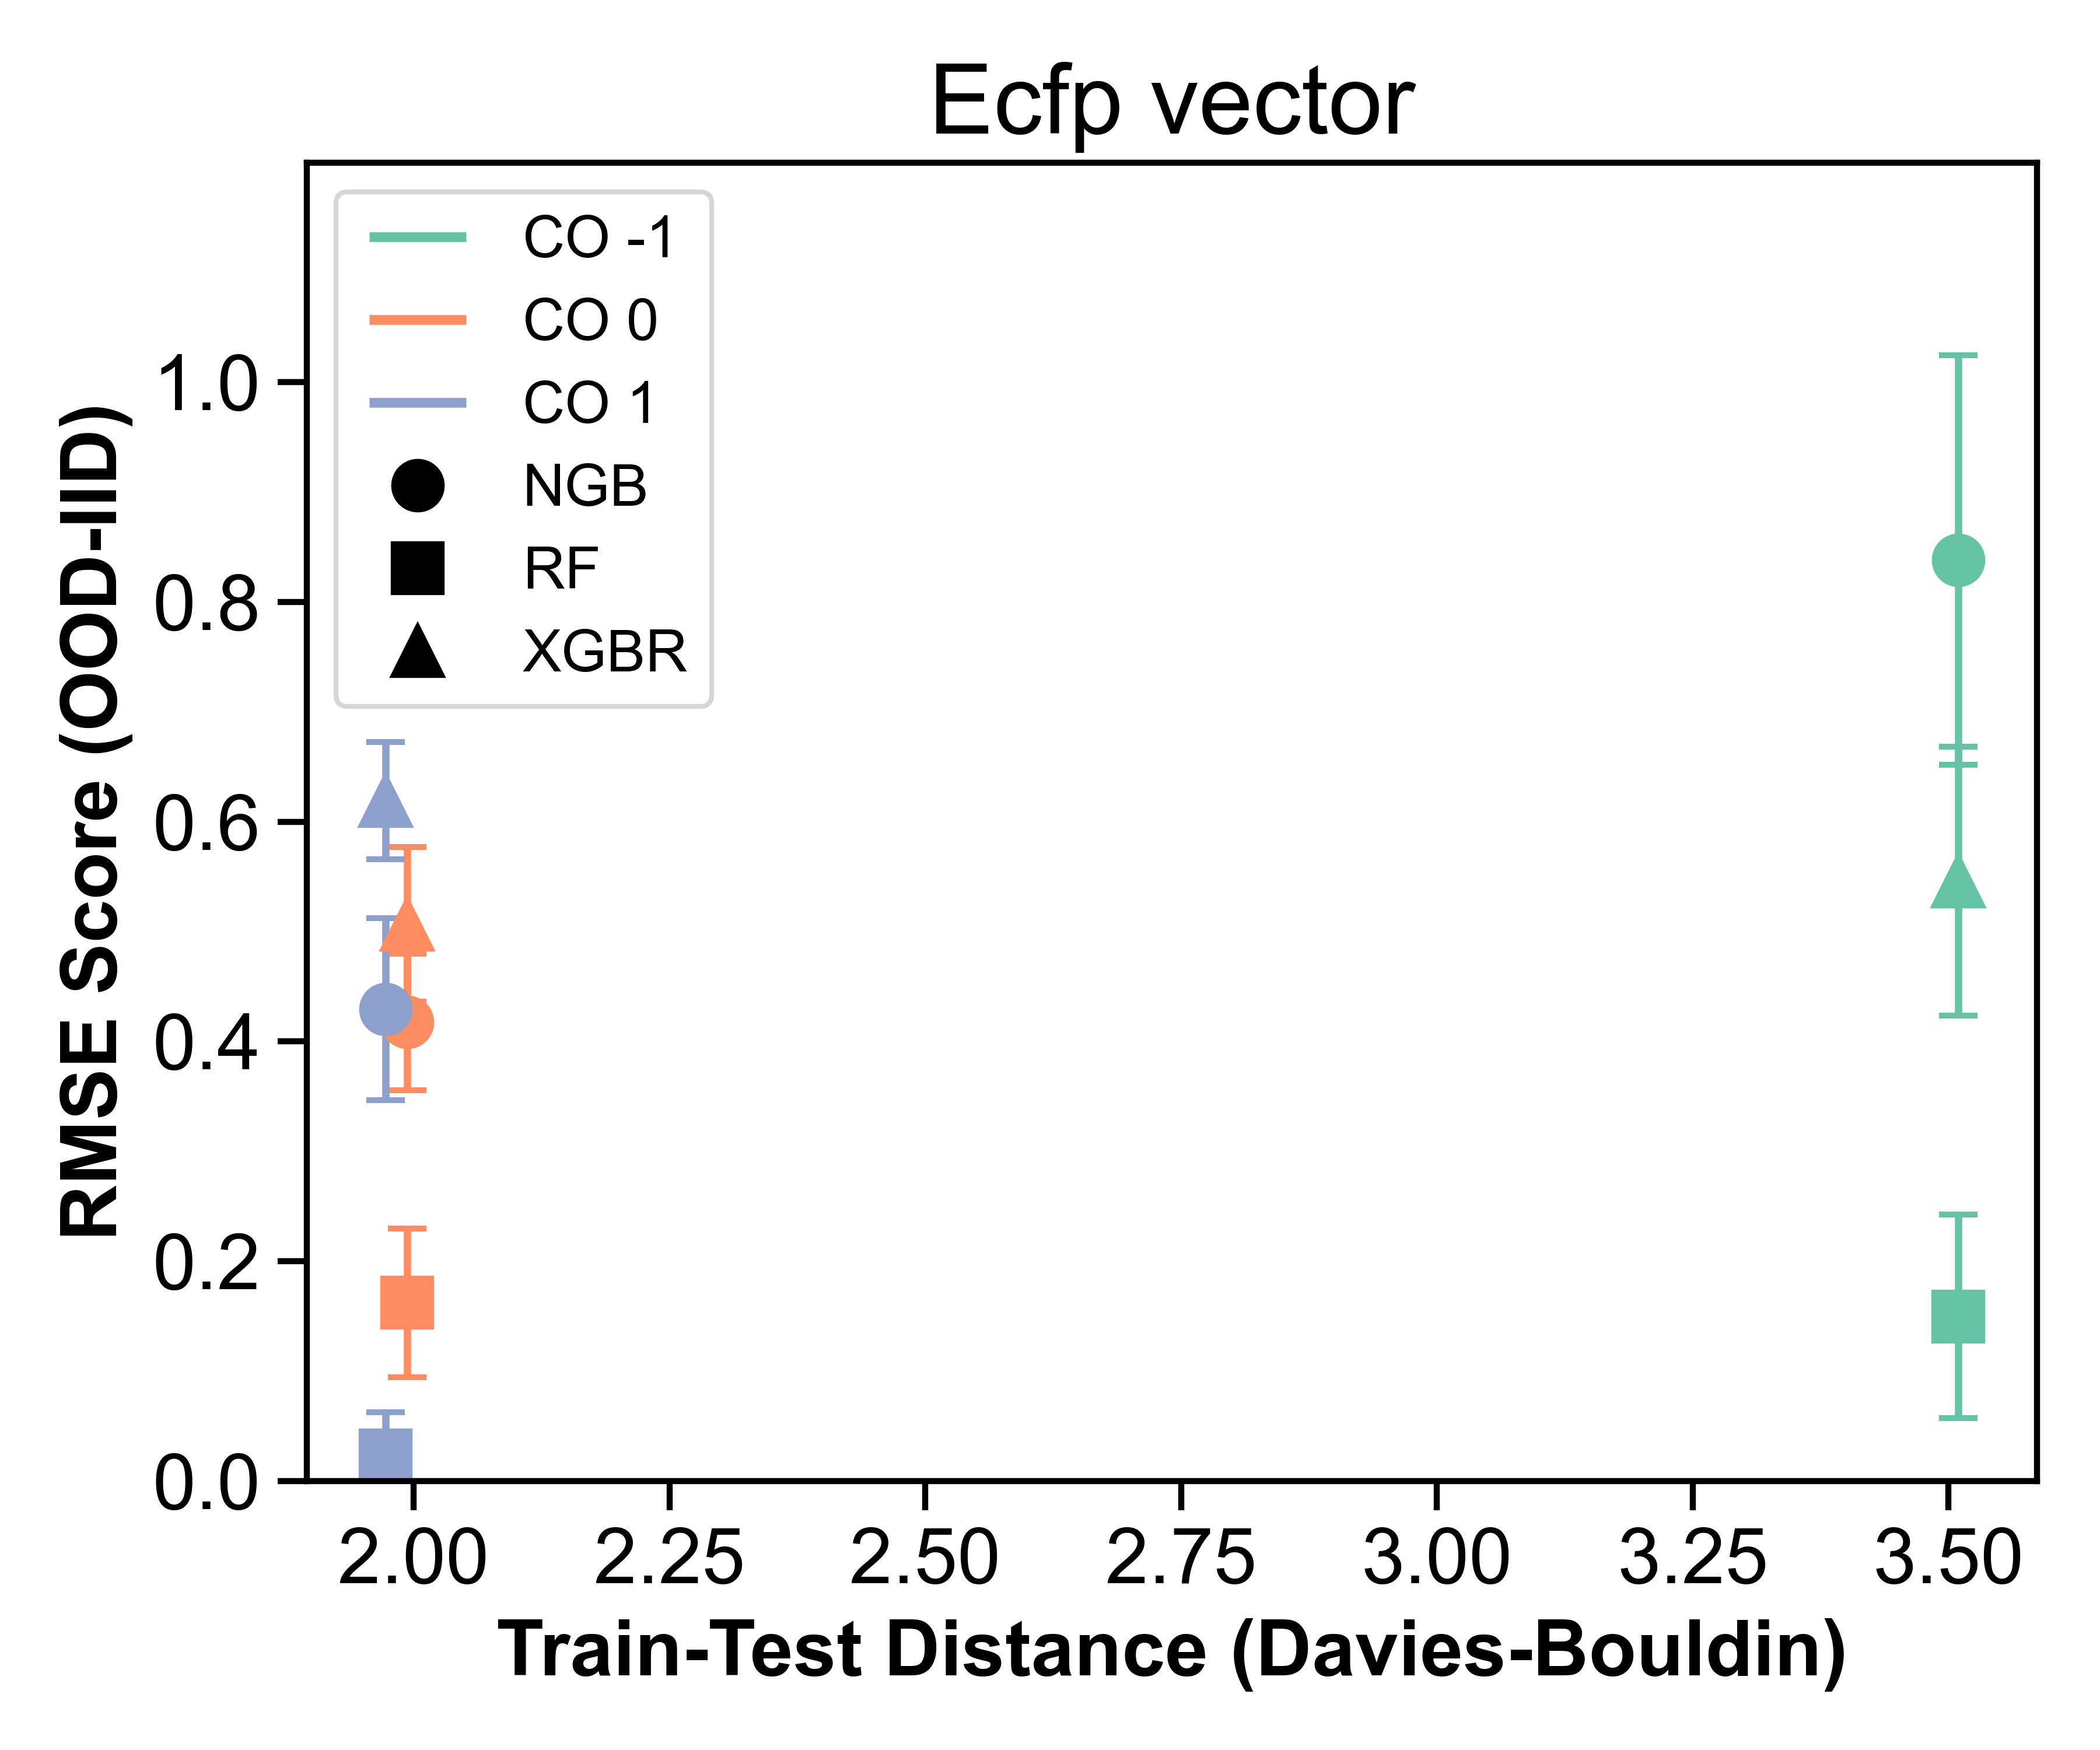 Ecfp vector
CO -1
CO 0
CO 1
NGB
RF
XGBR
RMSE Score (OOD-IID)
1.0
0.8
0.6
0.4
0.2
0.0
2.00 2.25 2.50 2.75 3.00 3.25 3.50
Train-Test Distance (Davies-Bouldin)